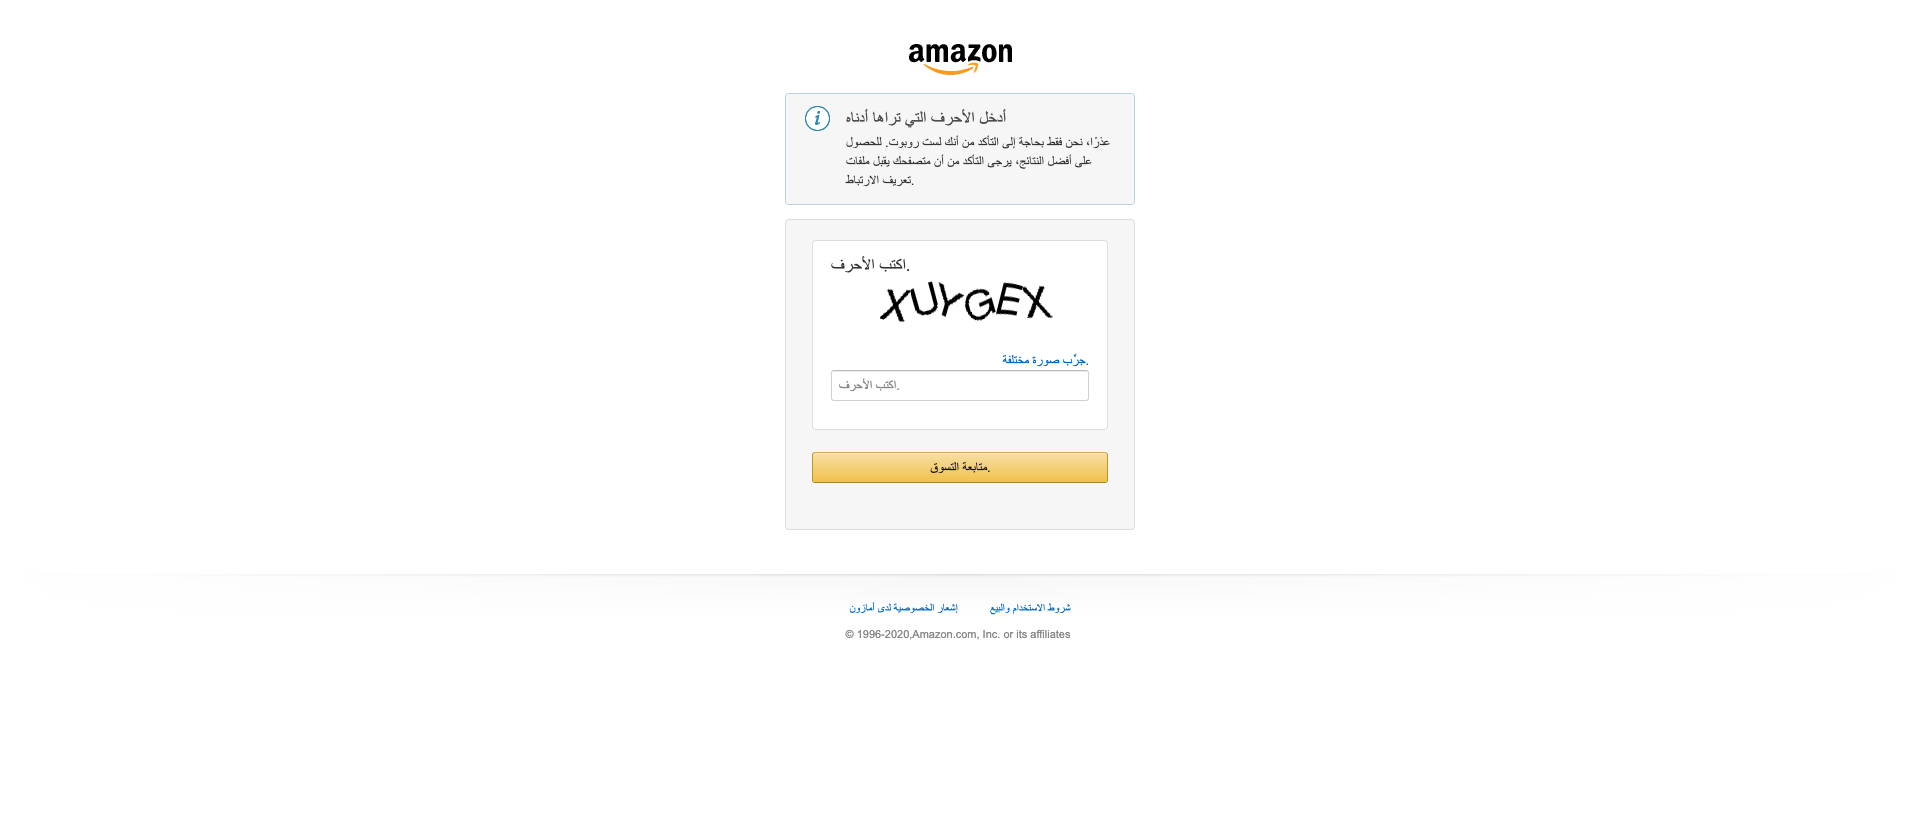 amazon
أدخل الأحرف التي تراها أدناه
عذرًا، نحن فقط بحاجة إلى التأكد من أنك لست روبوت. للحصول
على أفضل النتائج، يرجى التأكد من أن متصفحك يقبل ملفات
تعريف الارتباط.
اكتب الأحرف.
XUYGEX
جرِّب صورة مختلفة.
اكتب الأحرف.
متابعة التسوق.
إشعار الخصوصية لدى أمازون شروط الاستخدام والبيع
© 1996-2020,Amazon.com, Inc. or its affiliates